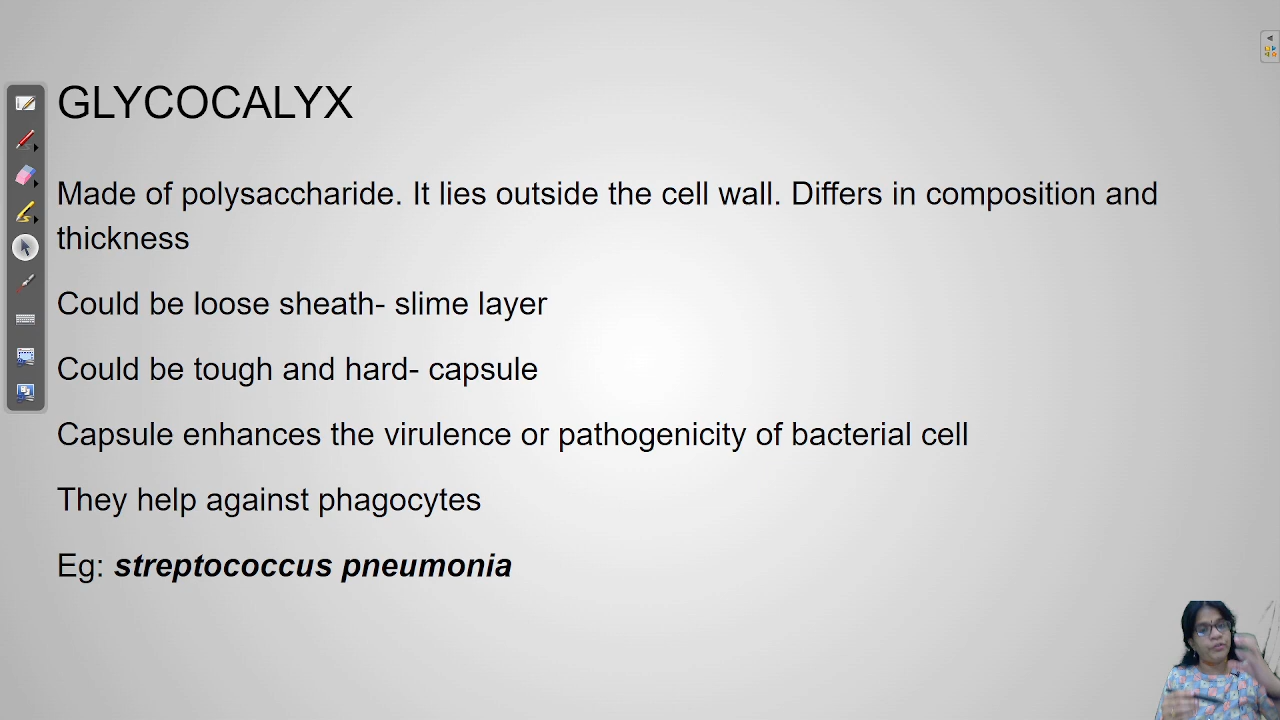 GLYCOCALYX
Made of polysaccharide. It lies outside the cell wall. Differs in composition and
thickness
Could be loose sheath- slime layer
Could be tough and hard- capsule
Capsule enhances the virulence or pathogenicity of bacterial cell
They help against phagocytes
Eg: streptococcus pneumonia